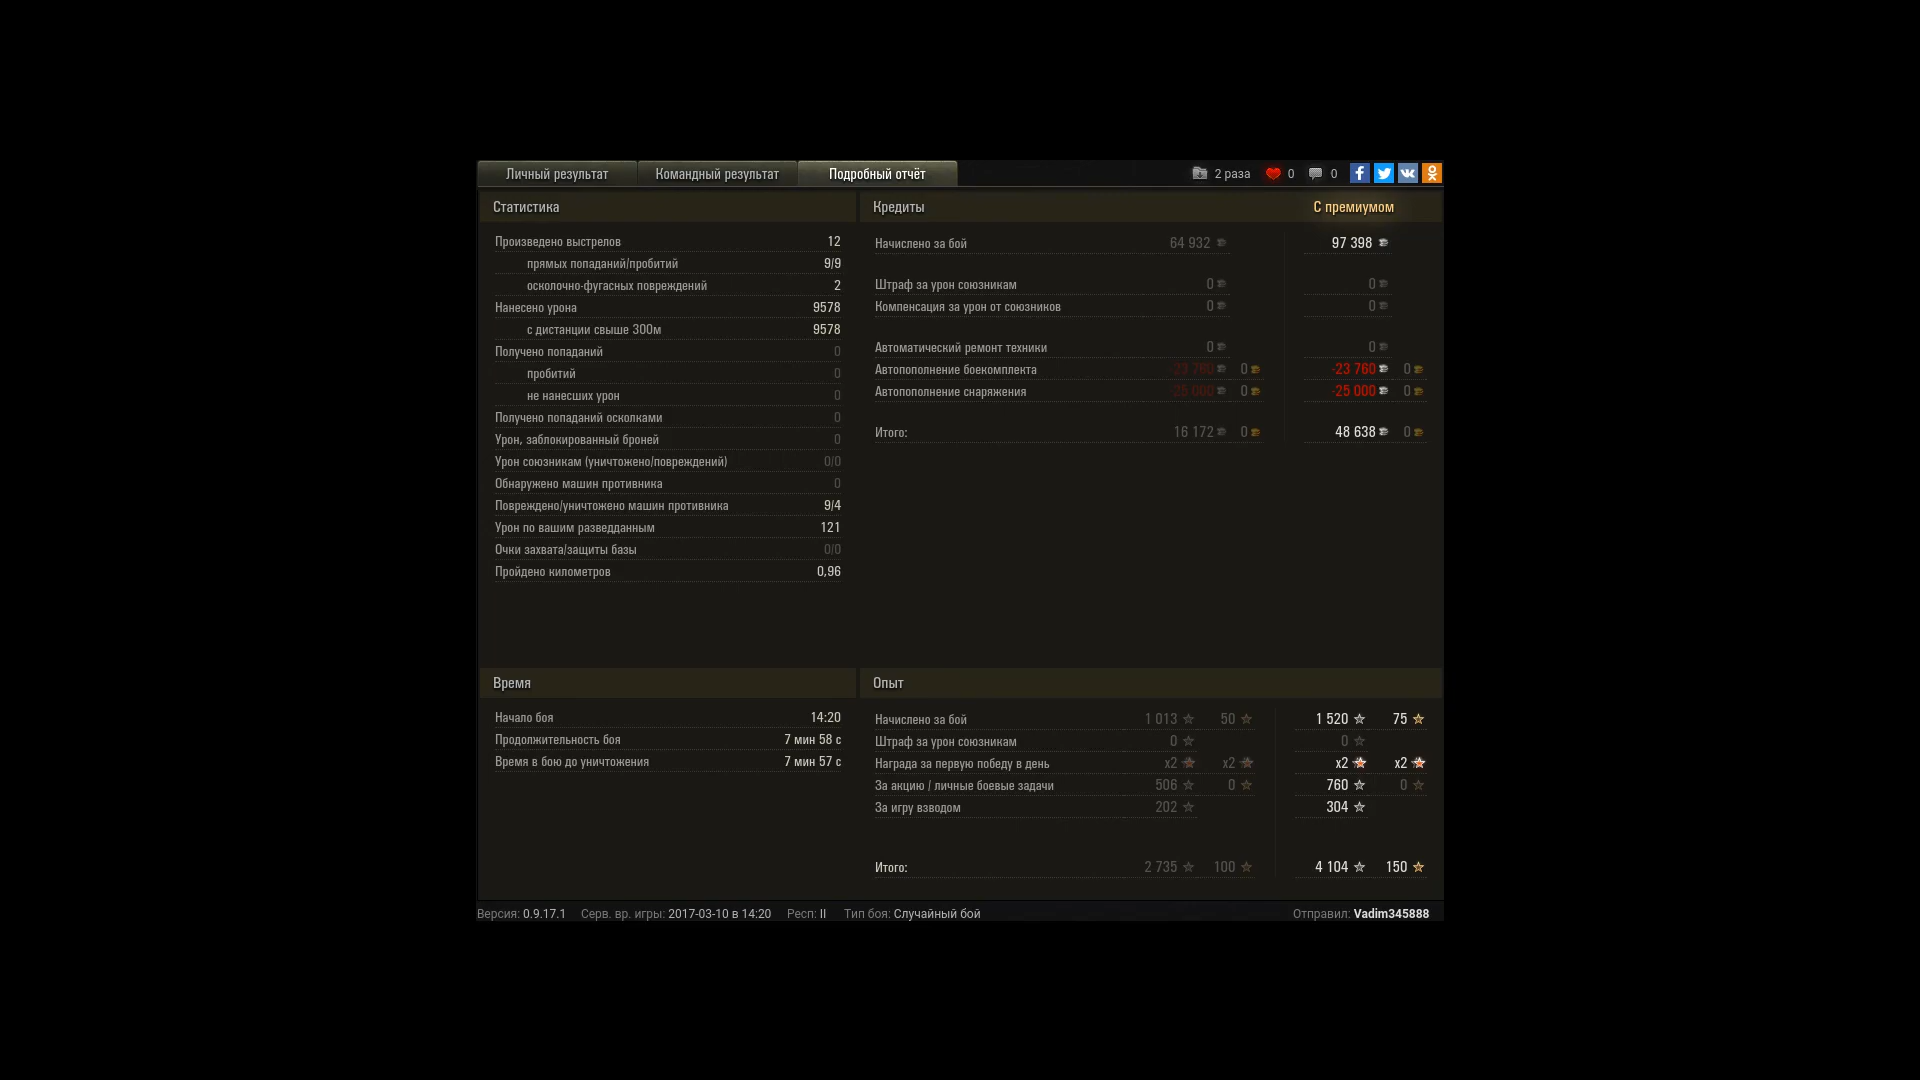 Личный результат Командный результат Подробный отчёт 2 раза 0 0
Статистика
Произведено выстрелов 12
прямых попаданий/пробитий 9/9
осколочно-фугасных повреждений 2
Нанесено урона 9578
с дистанции свыше 300м 9578
Получено попаданий 0
пробитий 0
не нанесших урон 0
Получено попаданий осколками 0
Урон, заблокированный броней 0
Урон союзникам (уничтожено/повреждений) 0/0
Обнаружено машин противника 0
Повреждено/уничтожено машин противника 9/4
Урон по вашим разведданным 121
Очки захвата/защиты базы 0/0
Пройдено километров 0,96
Кредиты С премиумом
Начислено за бой 64 932 97 398
Штраф за урон союзникам 0 0
Компенсация за урон от союзников 0 0
Автоматический ремонт техники 0 0
Автопополнение боекомплекта -23 760 0 -23 760 0
Автопополнение снаряжения -25 000 0 -25 000 0
Итого: 16 172 0 48 638 0
Время
Начало боя 14:20
Продолжительность боя 7 мин 58 с
Время в бою до уничтожения 7 мин 57 с
Опыт
Начислено за бой 1 013 50 1 520 75
Штраф за урон союзникам 0 0
Награда за первую победу в день x2 x2 x2 x2
За акцию / личные боевые задачи 506 0 760 0
За игру взводом 202 304
Итого: 2 735 100 4 104 150
Версия: 0.9.17.1 Серв. вр. игры: 2017-03-10 в 14:20 Респ: II Тип боя: Случайный бой Отправил: Vadim345888